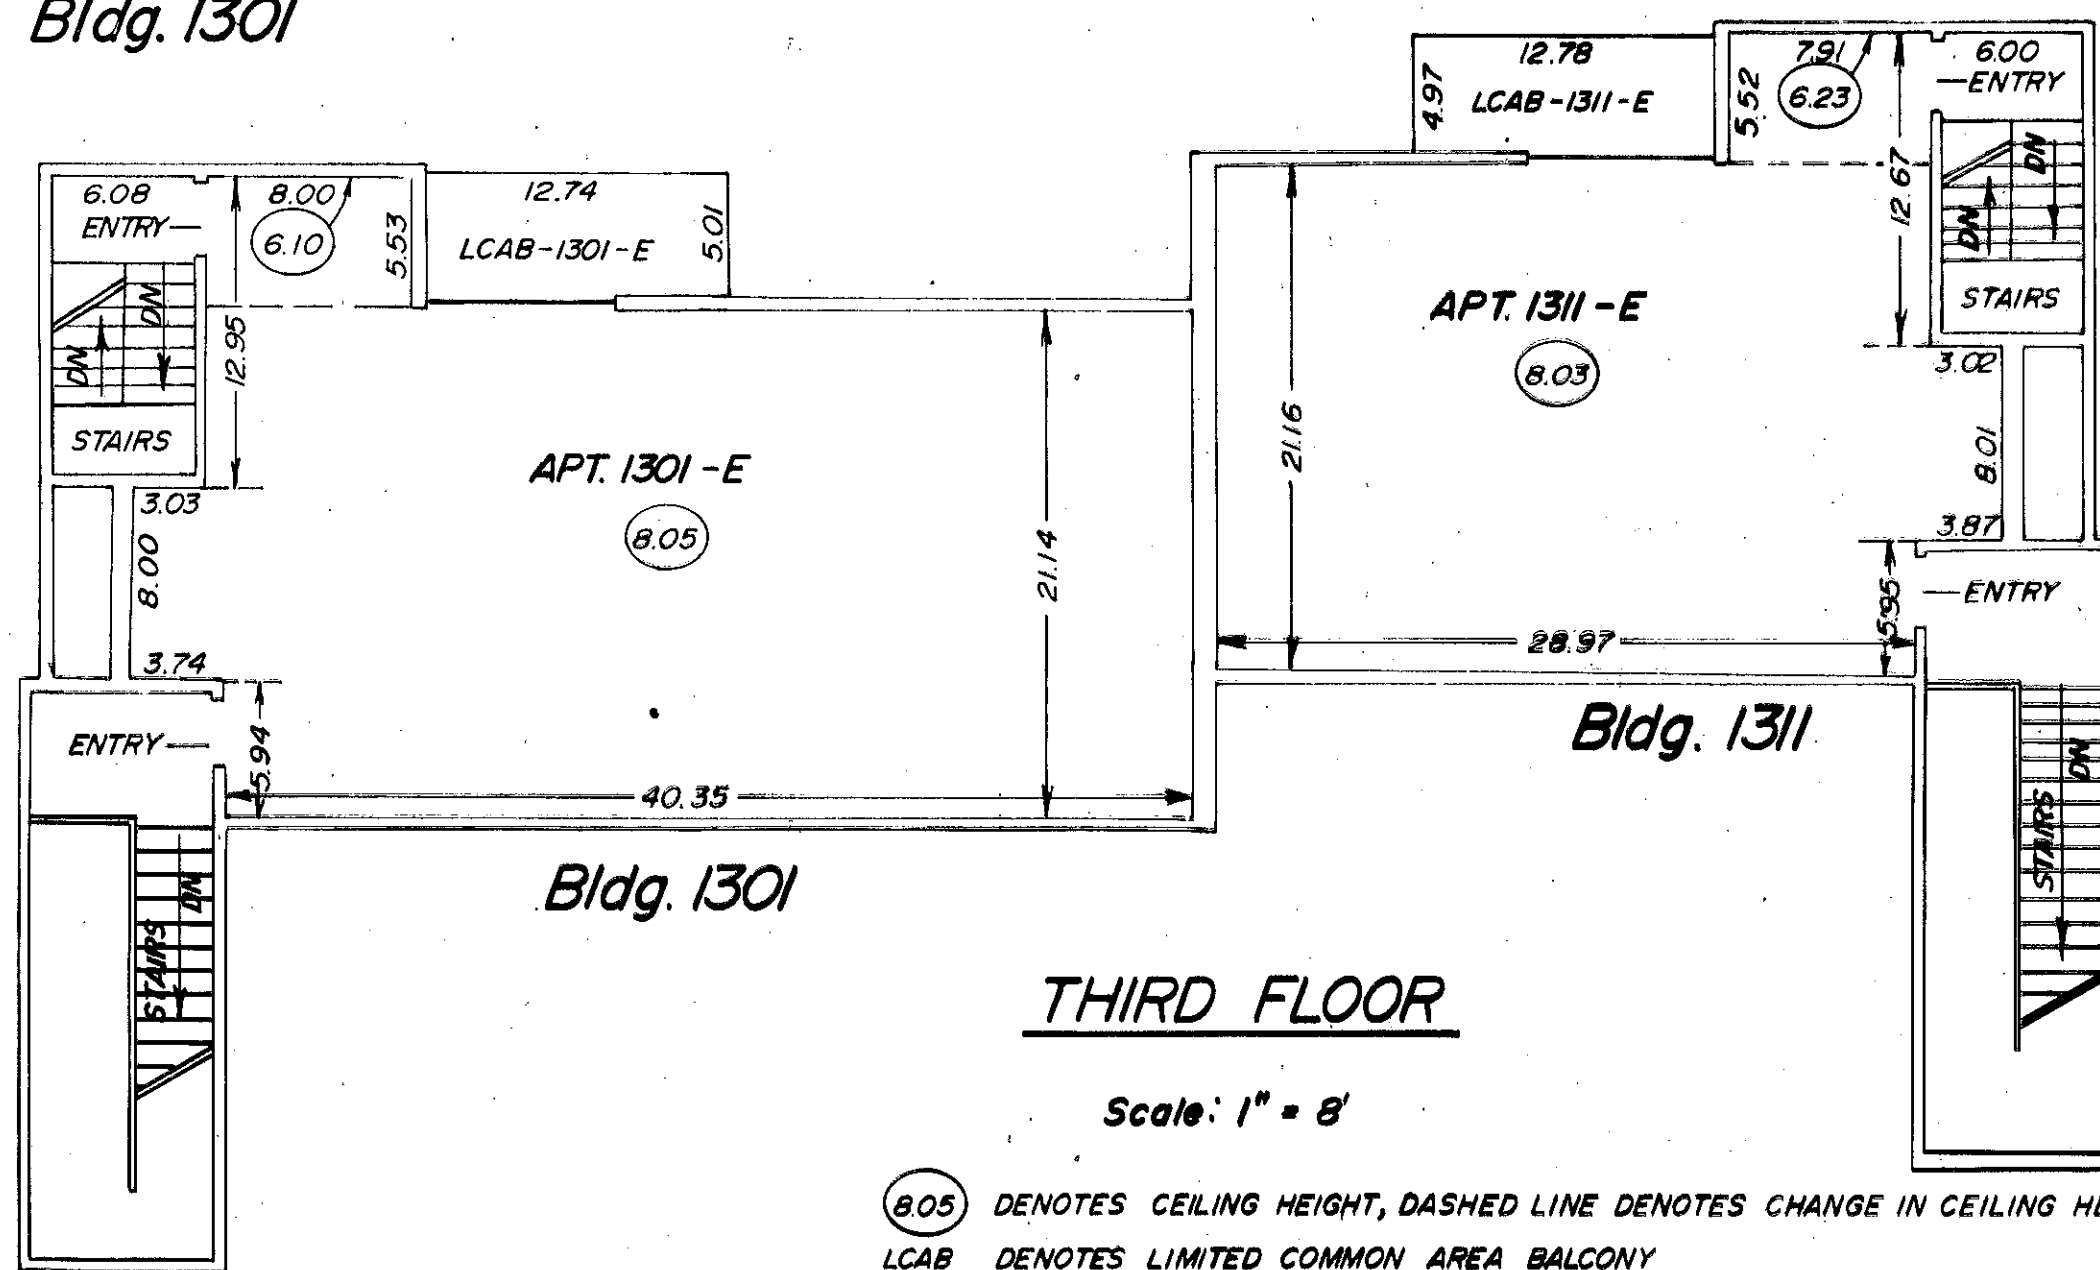 Bldg. 1301
12.78
4.97
LCAB-1311-E
5.52
7.91
6.23
6.00
ENTRY
12.67
DN
DN
STAIRS
6.08
ENTRY
8.00
6.10
5.53
12.74
LCAB-1301-E
5.01
DN
DN
12.95
STAIRS
APT. 1311-E
8.03
3.02
8.01
3.87
21.16
APT. 1301-E
8.05
3.03
8.00
3.74
21.14
ENTRY
5.95
28.97
ENTRY
5.94
40.35
Bldg. 1311
DN
STAIRS
Bldg. 1301
DN
STAIRS
THIRD FLOOR
Scale: 1" = 8'
8.05 DENOTES CEILING HEIGHT, DASHED LINE DENOTES CHANGE IN CEILING HE
LCAB DENOTES LIMITED COMMON AREA BALCONY